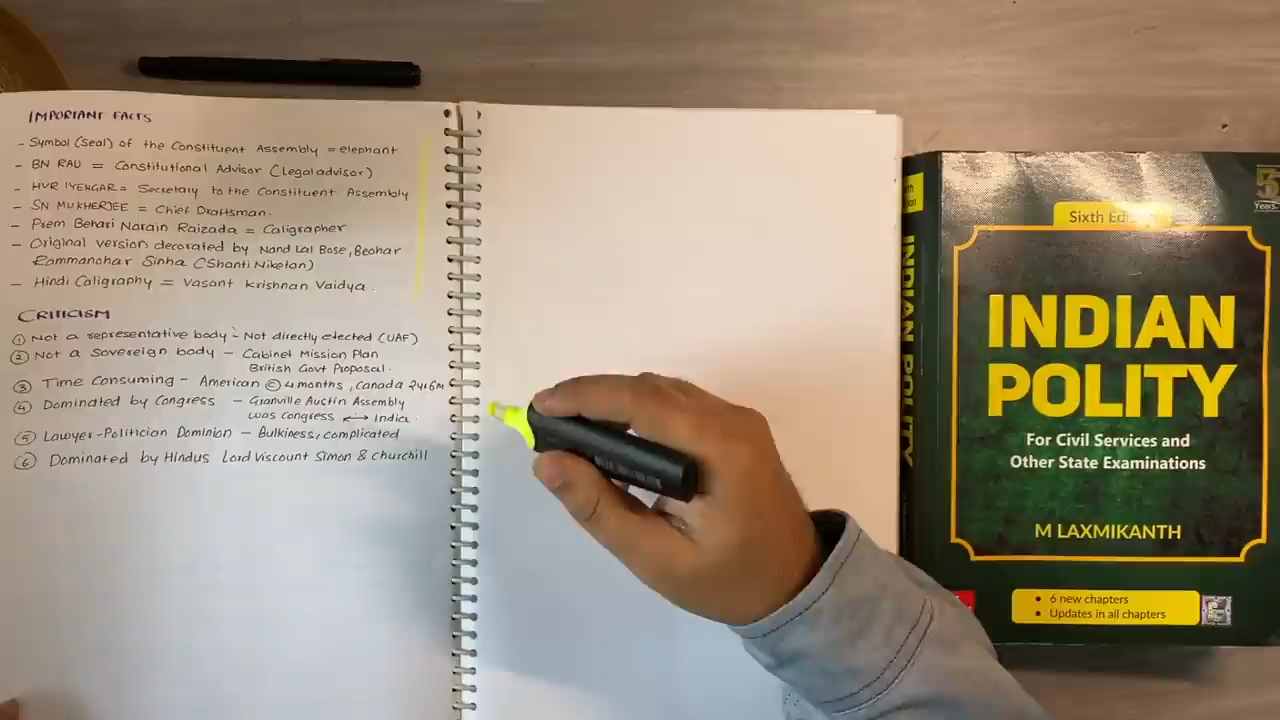 IMPORTANT FACTS
- Symbol (Seal) of the Constituent Assembly = elephant
- BN RAU = Constitutional Advisor (Legal advisor)
- HVR IYENGAR = Secretary to the Constituent Assembly
- SN MUKHERJEE = Chief Draftsman.
- Prem Behari Narain Raizada = Caligrapher
- Original version decorated by Nand Lal Bose, Beohar
Rammanohar Sinha (Shanti Niketan)
- Hindi Caligraphy = Vasant Krishnan Vaidya.
CRITICISM
① Not a representative body :- Not directly elected (UAF)
② Not a sovereign body - Cabinet Mission Plan
British Govt Proposal.
③ Time Consuming - American © 4 months, Canada 2y6m
④ Dominated by Congress - Granville Austin Assembly
was congress ↔ India.
⑤ Lawyer-Politician Dominion - Bulkiness, complicated
⑥ Dominated by Hindus Lord Viscount Simon & churchill
INDIAN POLITY
Years
Sixth
INDIAN
POLITY
For Civil Services and
Other State Examinations
M LAXMIKANTH
• 6 new chapters
• Updates in all chapters